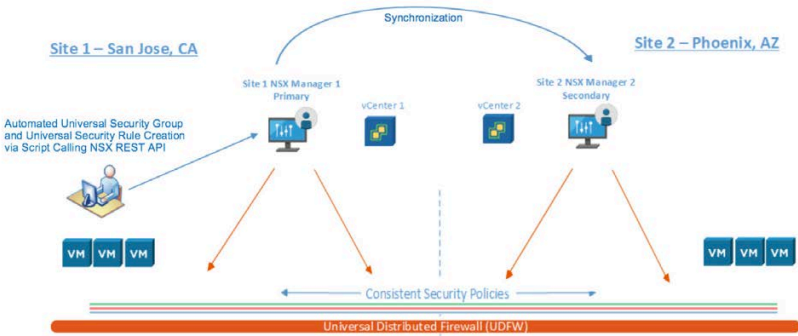 Synchronization
Site 1 – San Jose, CA
Site 2 – Phoenix, AZ
Site 1 NSX Manager 1
Primary
vCenter 1
vCenter 2
Site 2 NSX Manager 2
Secondary
Automated Universal Security Group
and Universal Security Rule Creation
via Script Calling NSX REST API
VM VM VM
VM VM VM
Consistent Security Policies
Universal Distributed Firewall (UDFW)